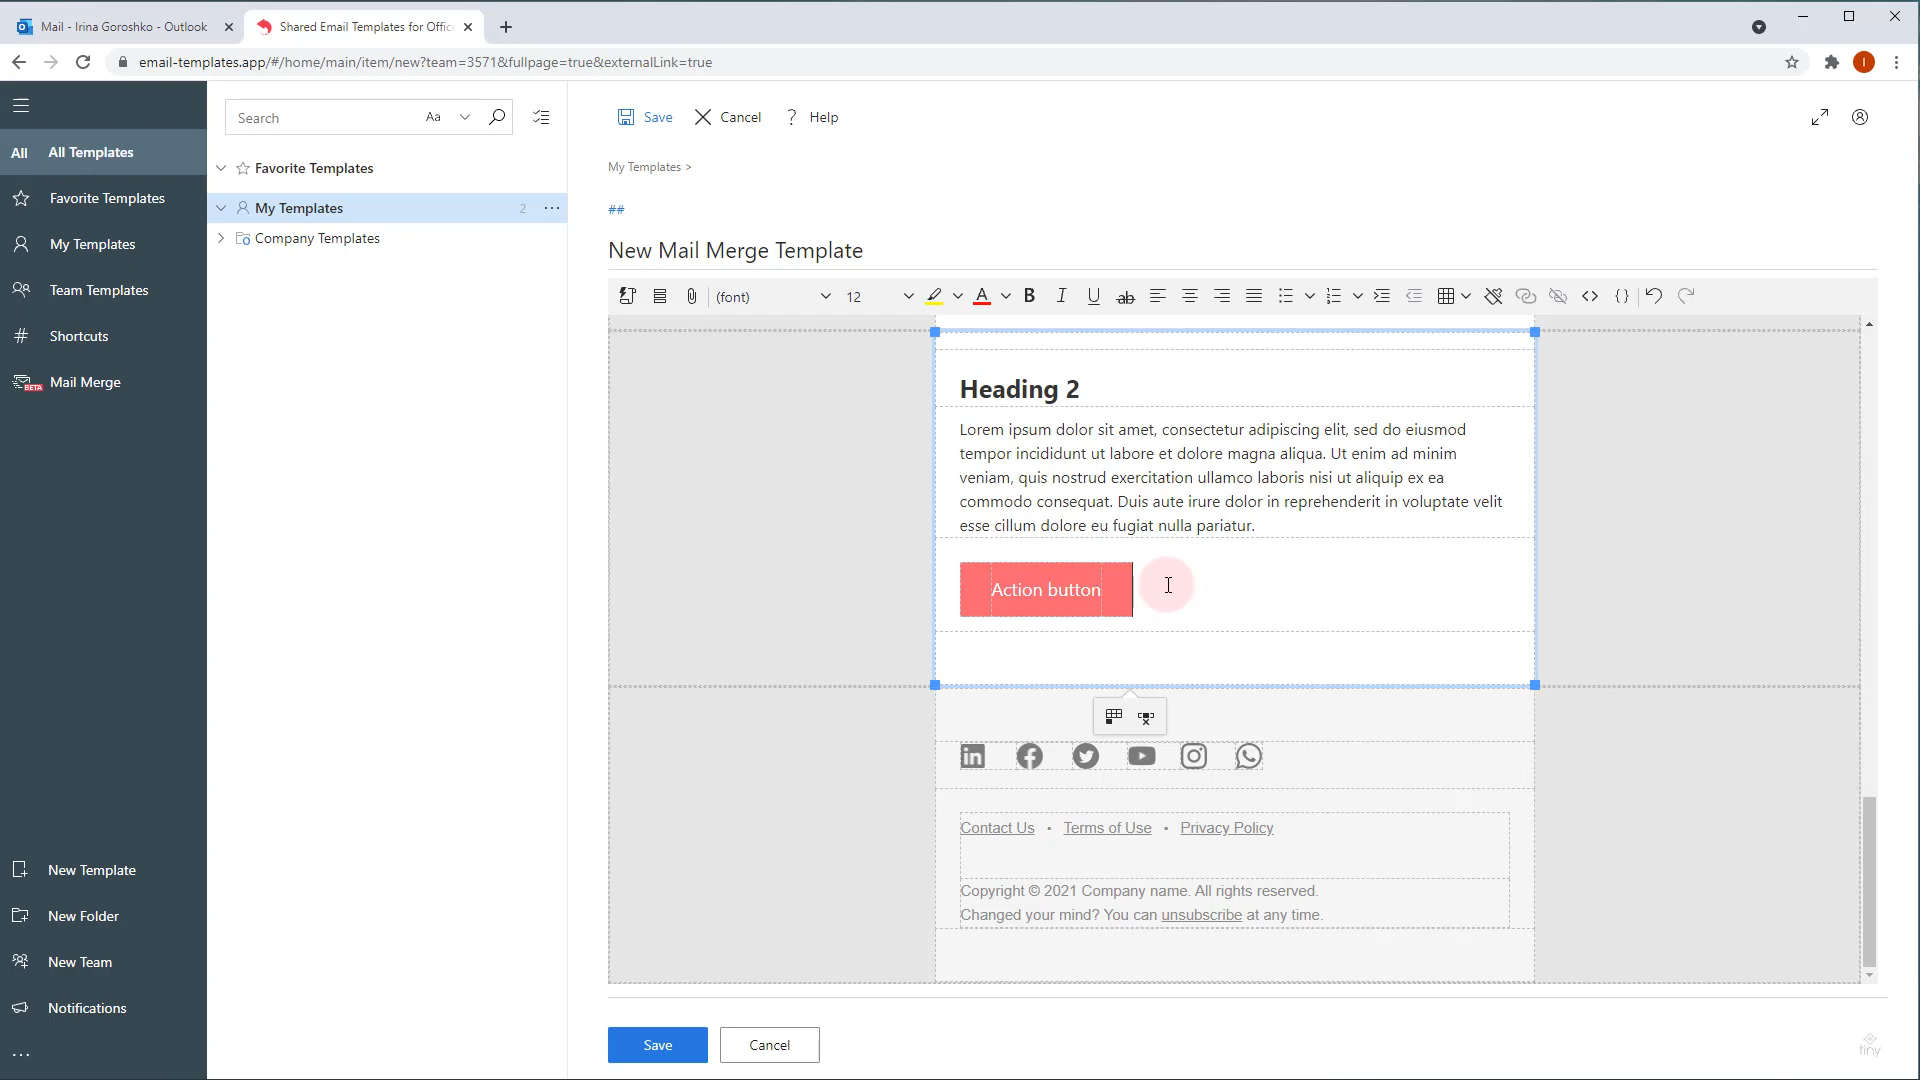 Mail - Irina Goroshko - Outlook
Shared Email Templates for Office
email-templates.app/#/home/main/item/new?team=3571&fullpage=true&externalLink=true
I
All All Templates
Favorite Templates
My Templates
Team Templates
Shortcuts
BETA Mail Merge
New Template
New Folder
New Team
Notifications
Search Aa
Favorite Templates
My Templates 2
Company Templates
Save Cancel ? Help
My Templates >
##
New Mail Merge Template
(font) 12 A B I U ab
Heading 2
Lorem ipsum dolor sit amet, consectetur adipiscing elit, sed do eiusmod
tempor incididunt ut labore et dolore magna aliqua. Ut enim ad minim
veniam, quis nostrud exercitation ullamco laboris nisi ut aliquip ex ea
commodo consequat. Duis aute irure dolor in reprehenderit in voluptate velit
esse cillum dolore eu fugiat nulla pariatur.
Action button
Contact Us • Terms of Use • Privacy Policy
Copyright © 2021 Company name. All rights reserved.
Changed your mind? You can unsubscribe at any time.
Save Cancel
tiny